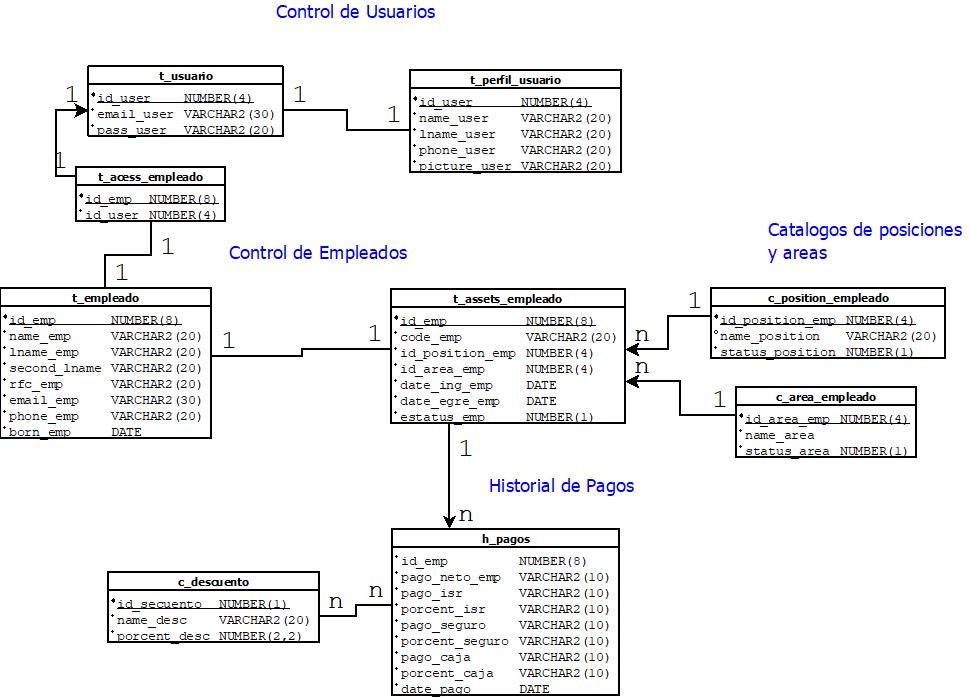 Control de Usuarios
t_usuario
id_user NUMBER(4)
email_user VARCHAR2(30)
pass_user VARCHAR2(20)
1
1
1
t_perfil_usuario
id_user NUMBER(4)
name_user VARCHAR2(20)
lname_user VARCHAR2(20)
phone_user VARCHAR2(20)
picture_user VARCHAR2(20)
1
t_acess_empleado
id_emp NUMBER(8)
id_user NUMBER(4)
1
1
Control de Empleados
Catalogos de posiciones
y areas
t_empleado
id_emp NUMBER(8)
name_emp VARCHAR2(20)
lname_emp VARCHAR2(20)
second_lname VARCHAR2(20)
rfc_emp VARCHAR2(20)
email_emp VARCHAR2(30)
phone_emp VARCHAR2(20)
born_emp DATE
1
1
t_assets_empleado
id_emp NUMBER(8)
code_emp VARCHAR2(20)
id_position_emp NUMBER(4)
id_area_emp NUMBER(4)
date_ing_emp DATE
date_egre_emp DATE
estatus_emp NUMBER(1)
1
n
c_position_empleado
id_position_emp NUMBER(4)
name_position VARCHAR2(20)
status_position NUMBER(1)
n
1
c_area_empleado
id_area_emp NUMBER(4)
name_area
status_area NUMBER(1)
1
Historial de Pagos
n
h_pagos
id_emp NUMBER(8)
pago_neto_emp VARCHAR2(10)
pago_isr VARCHAR2(10)
porcent_isr VARCHAR2(10)
pago_seguro VARCHAR2(10)
porcent_seguro VARCHAR2(10)
pago_caja VARCHAR2(10)
porcent_caja VARCHAR2(10)
date_pago DATE
c_descuento
id_secuento NUMBER(1)
name_desc VARCHAR2(20)
porcent_desc NUMBER(2,2)
n
n